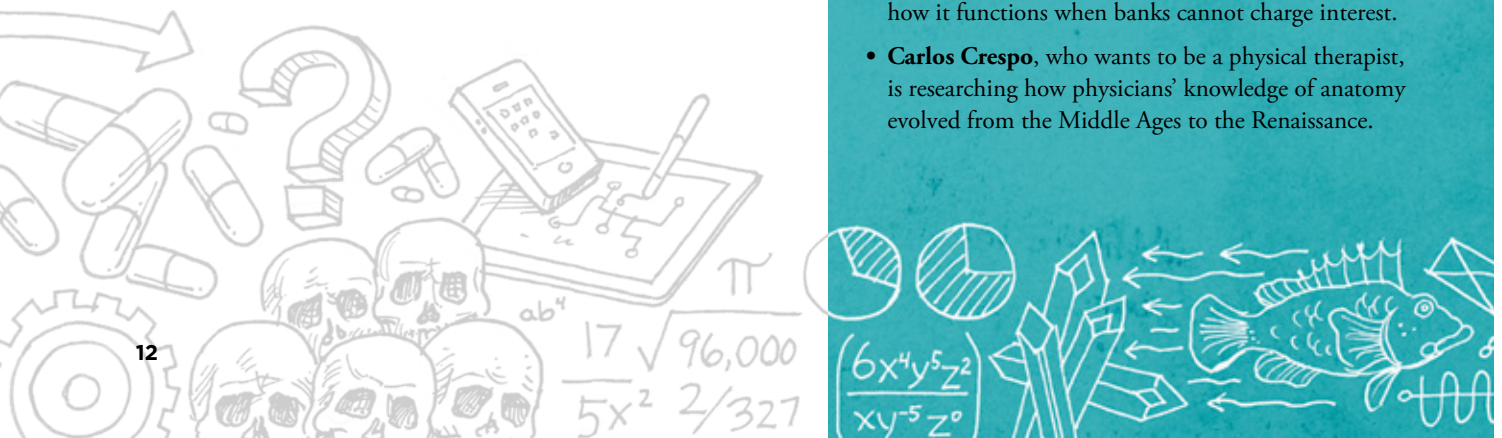 how it functions when banks cannot charge interest.
• Carlos Crespo, who wants to be a physical therapist,
is researching how physicians’ knowledge of anatomy
evolved from the Middle Ages to the Renaissance.
?
π
ab⁴
17 √96,000
5x² 2/327
12
(6x⁴y⁵z²
xy⁻⁵z⁰)